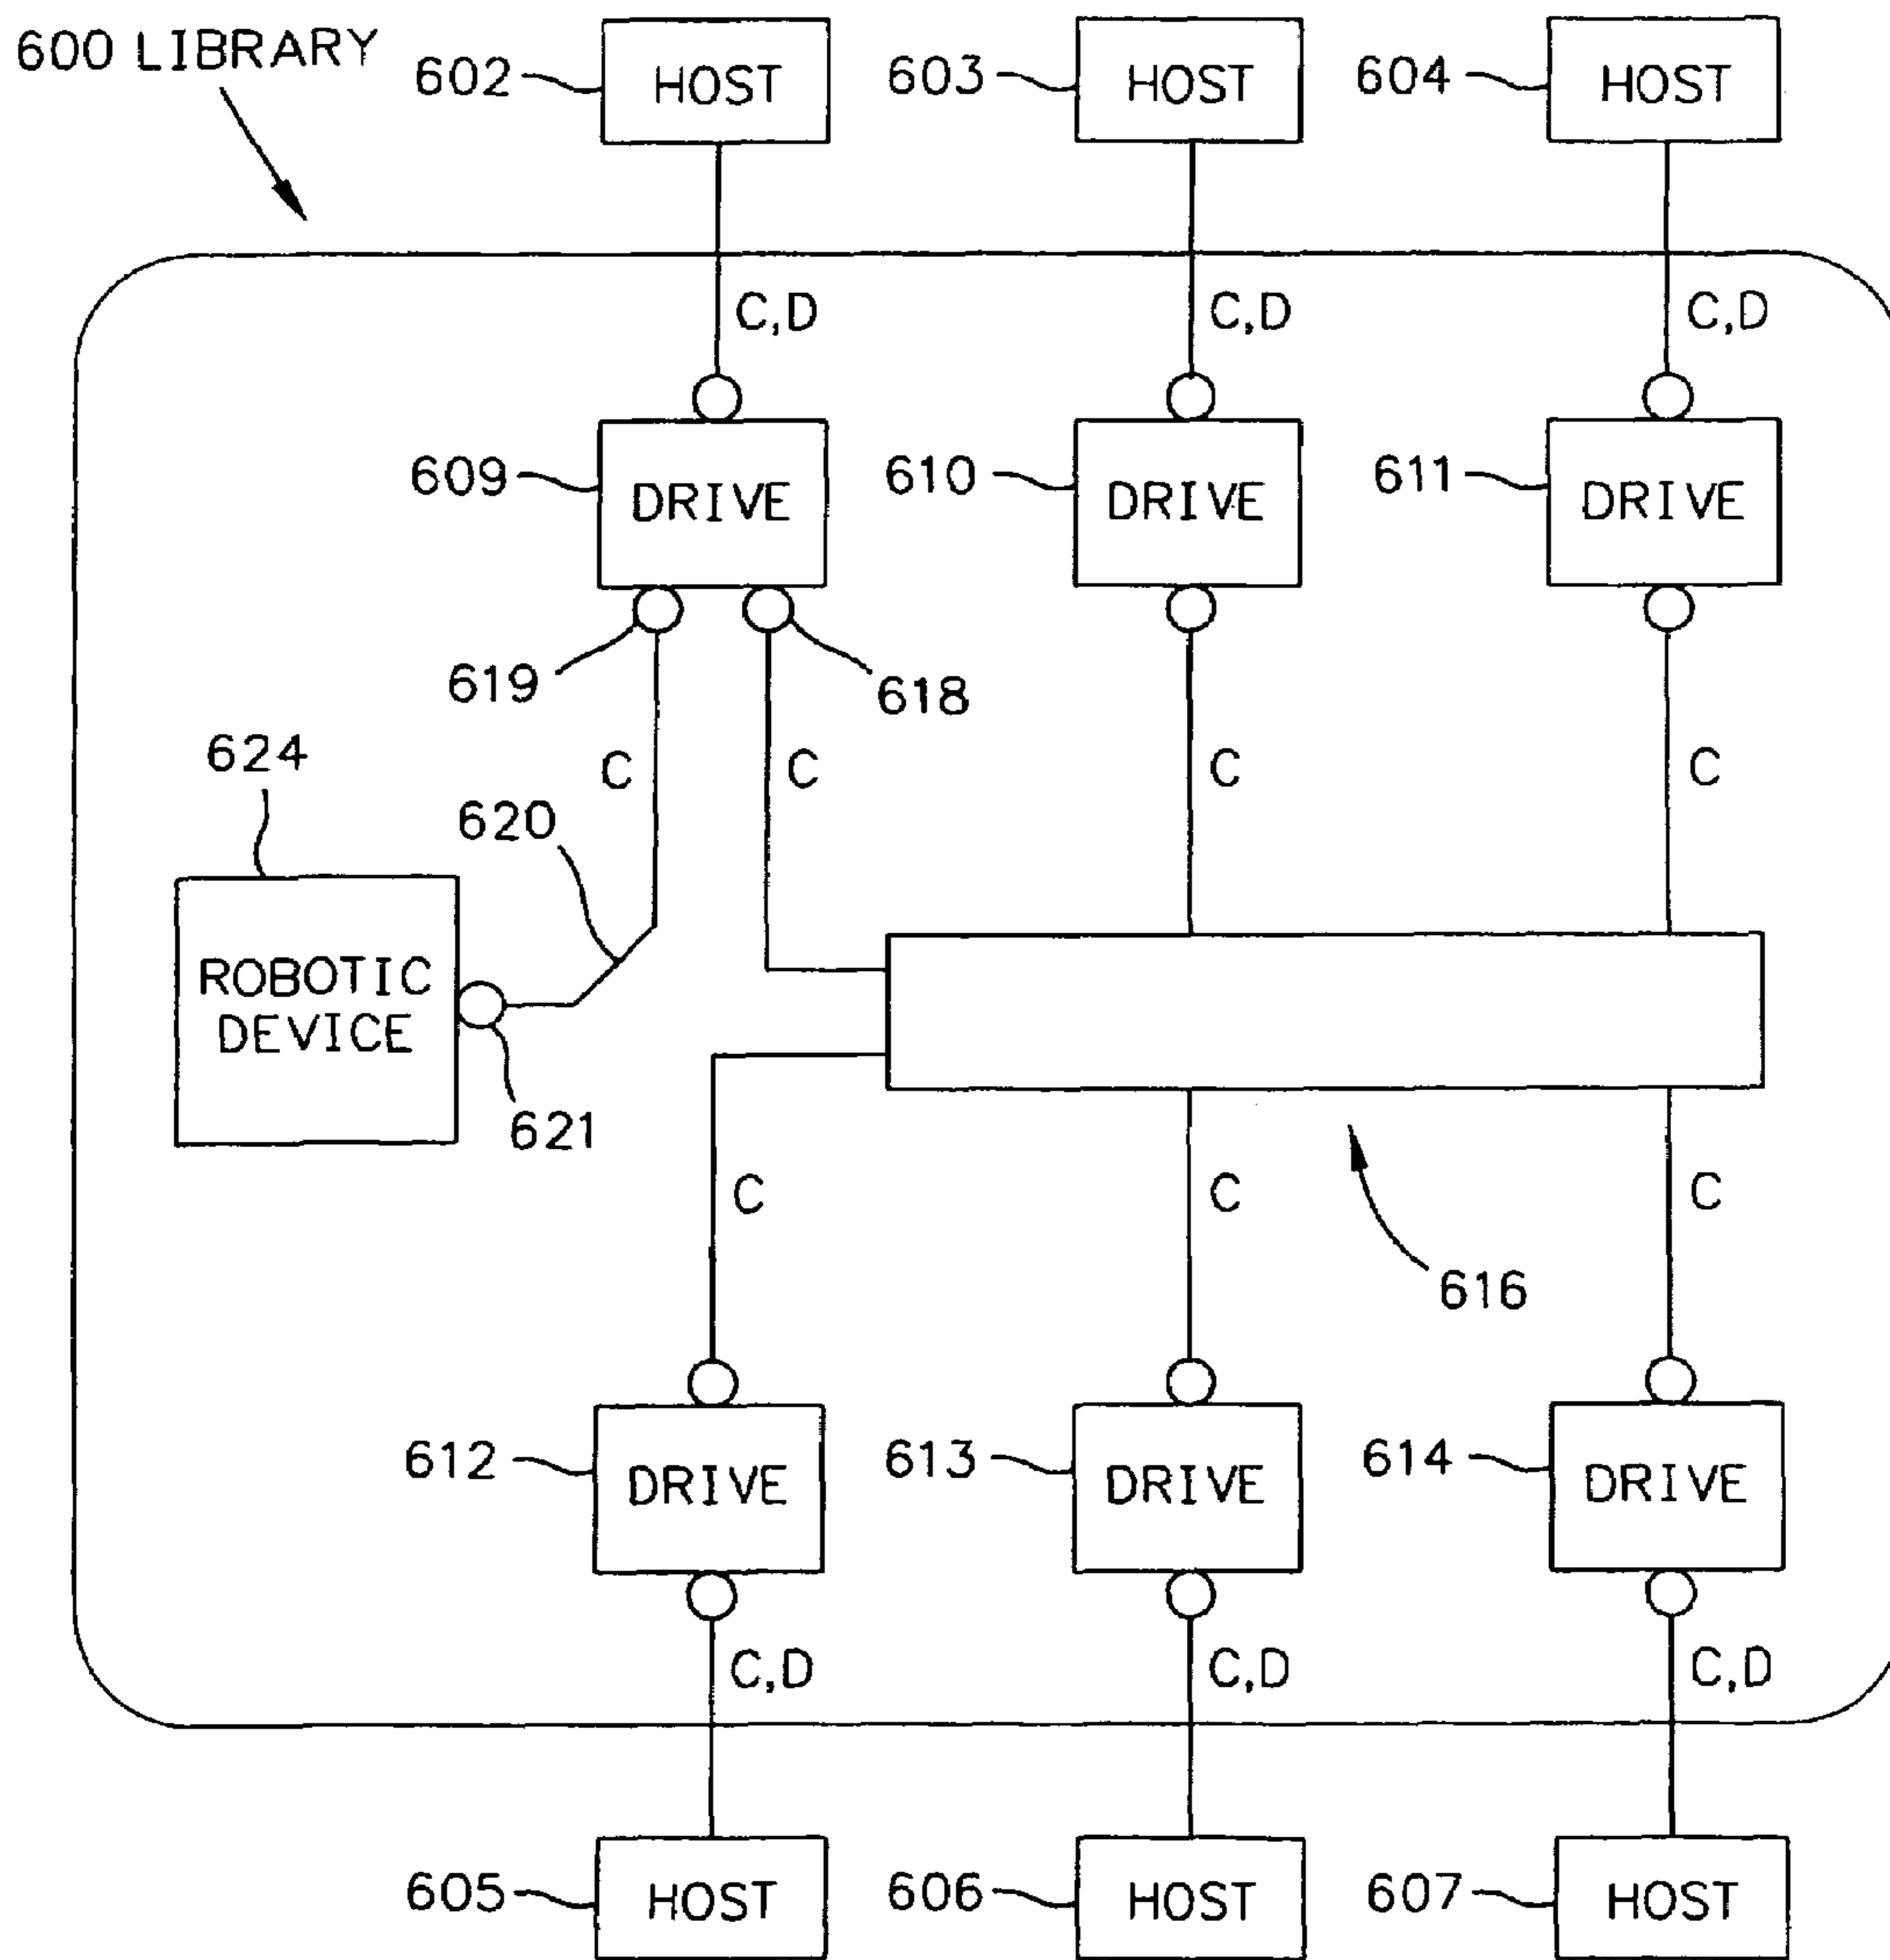 600 LIBRARY
602
HOST
603
HOST
604
HOST
C,D
C,D
C,D
609
DRIVE
610
DRIVE
611
DRIVE
619
618
624
C
C
C
C
620
ROBOTIC
DEVICE
621
C
C
C
616
612
DRIVE
613
DRIVE
614
DRIVE
C,D
C,D
C,D
605
HOST
606
HOST
607
HOST